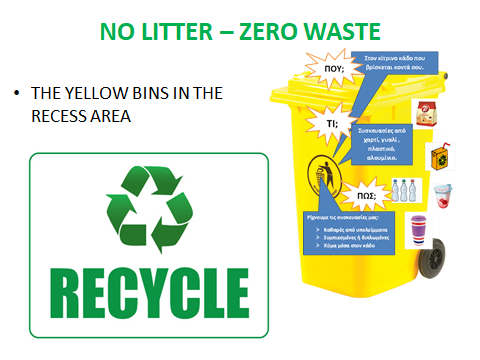 NO LITTER – ZERO WASTE
• THE YELLOW BINS IN THE
RECESS AREA
RECYCLE
ΠΟΥ;
Στον κίτρινο κάδο που
βρίσκεται κοντά σου.
ΤΙ;
Συσκευασίες από
χαρτί, γυαλί,
πλαστικό,
αλουμίνιο.
ΠΩΣ;
Ρίχνουμε τις συσκευασίες μας:
➢ Καθαρές από υπολείμματα
➢ Συμπιεσμένες ή διπλωμένες
➢ Χύμα μέσα στον κάδο